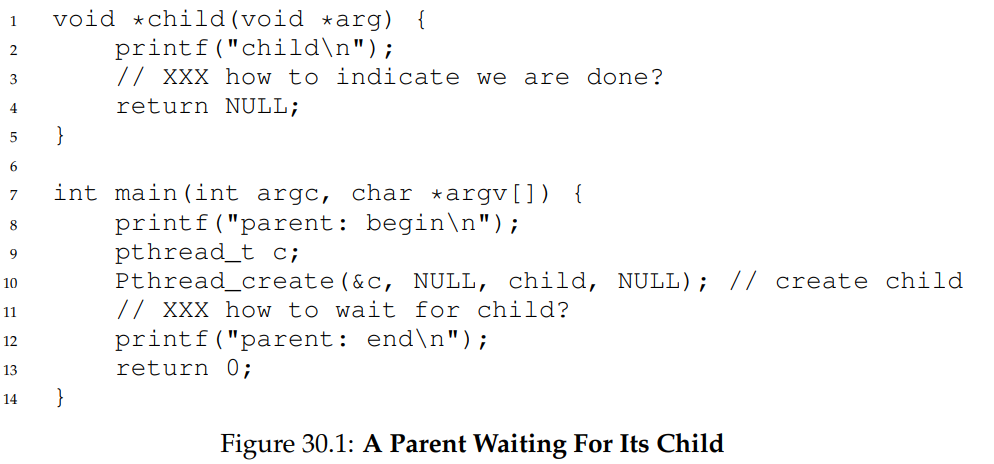 1 void *child(void *arg) {
2 printf("child\n");
3 // XXX how to indicate we are done?
4 return NULL;
5 }
6
7 int main(int argc, char *argv[]) {
8 printf("parent: begin\n");
9 pthread_t c;
10 Pthread_create(&c, NULL, child, NULL); // create child
11 // XXX how to wait for child?
12 printf("parent: end\n");
13 return 0;
14 }
Figure 30.1: A Parent Waiting For Its Child